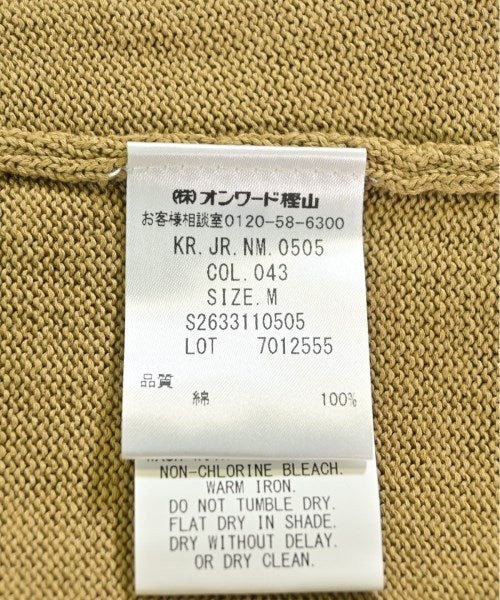 (株)オンワード樫山
お客様相談室0120-58-6300
KR.JR.NM.0505
COL.043
SIZE.M
S2633110505
LOT 7012555
品質
綿 100%
NON-CHLORINE BLEACH.
WARM IRON.
DO NOT TUMBLE DRY.
FLAT DRY IN SHADE.
DRY WITHOUT DELAY.
OR DRY CLEAN.